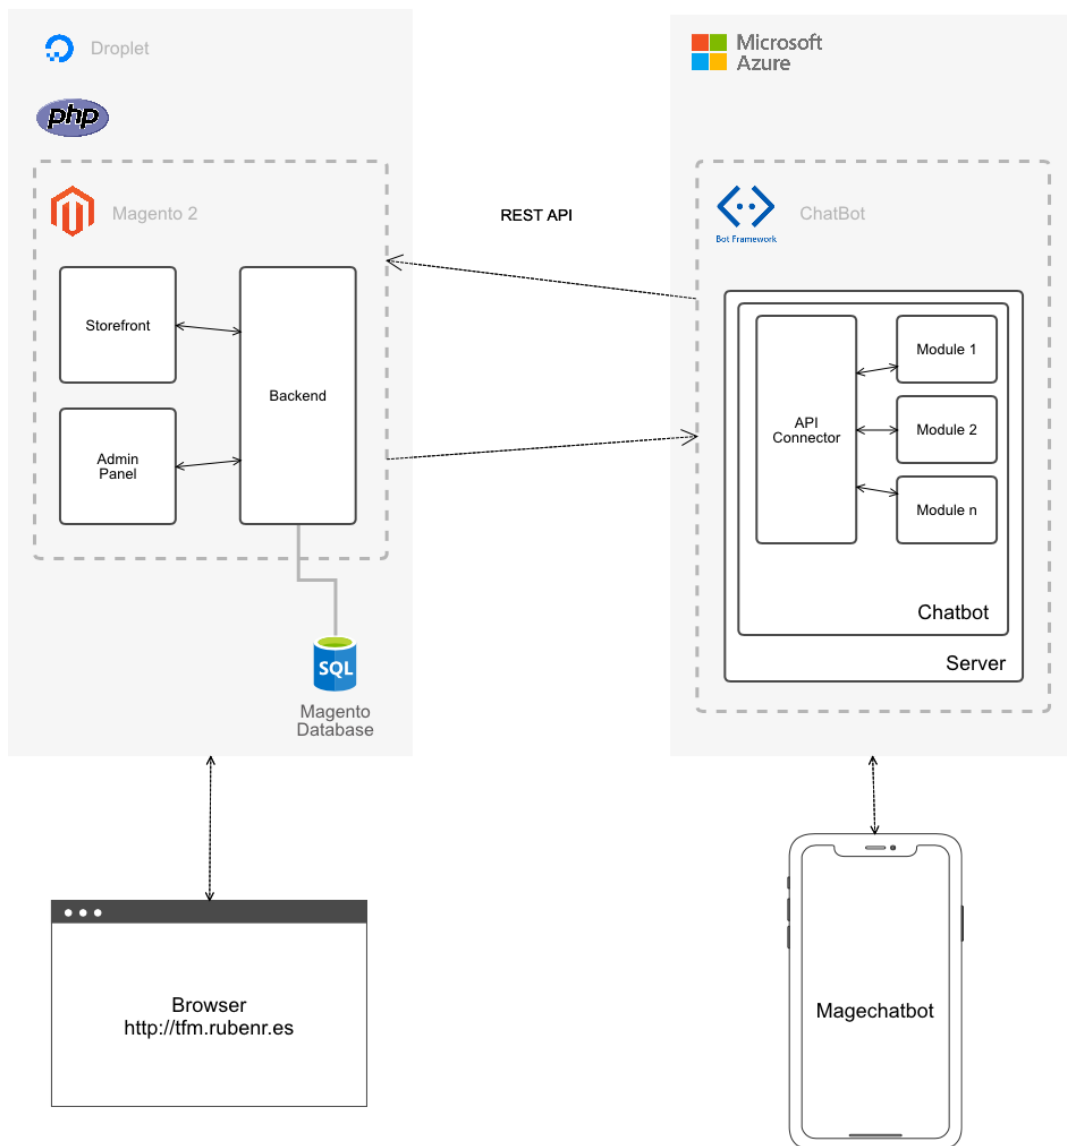 Droplet
php
Magento 2
Storefront
Admin
Panel
Backend
SQL
Magento
Database
REST API
Microsoft
Azure
Bot Framework
ChatBot
API
Connector
Module 1
Module 2
Module n
Chatbot
Server
Browser
http://tfm.rubenr.es
Magechatbot